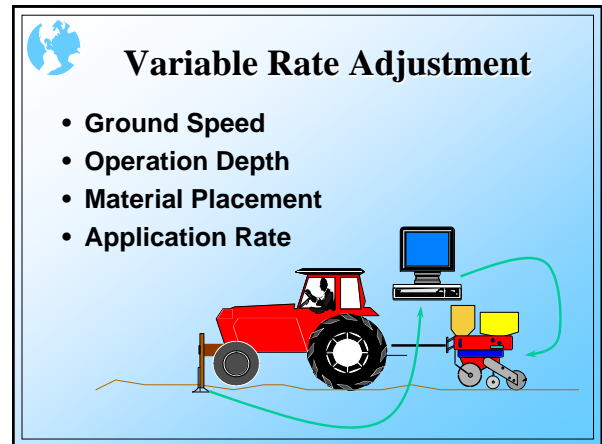 Variable Rate Adjustment
• Ground Speed
• Operation Depth
• Material Placement
• Application Rate